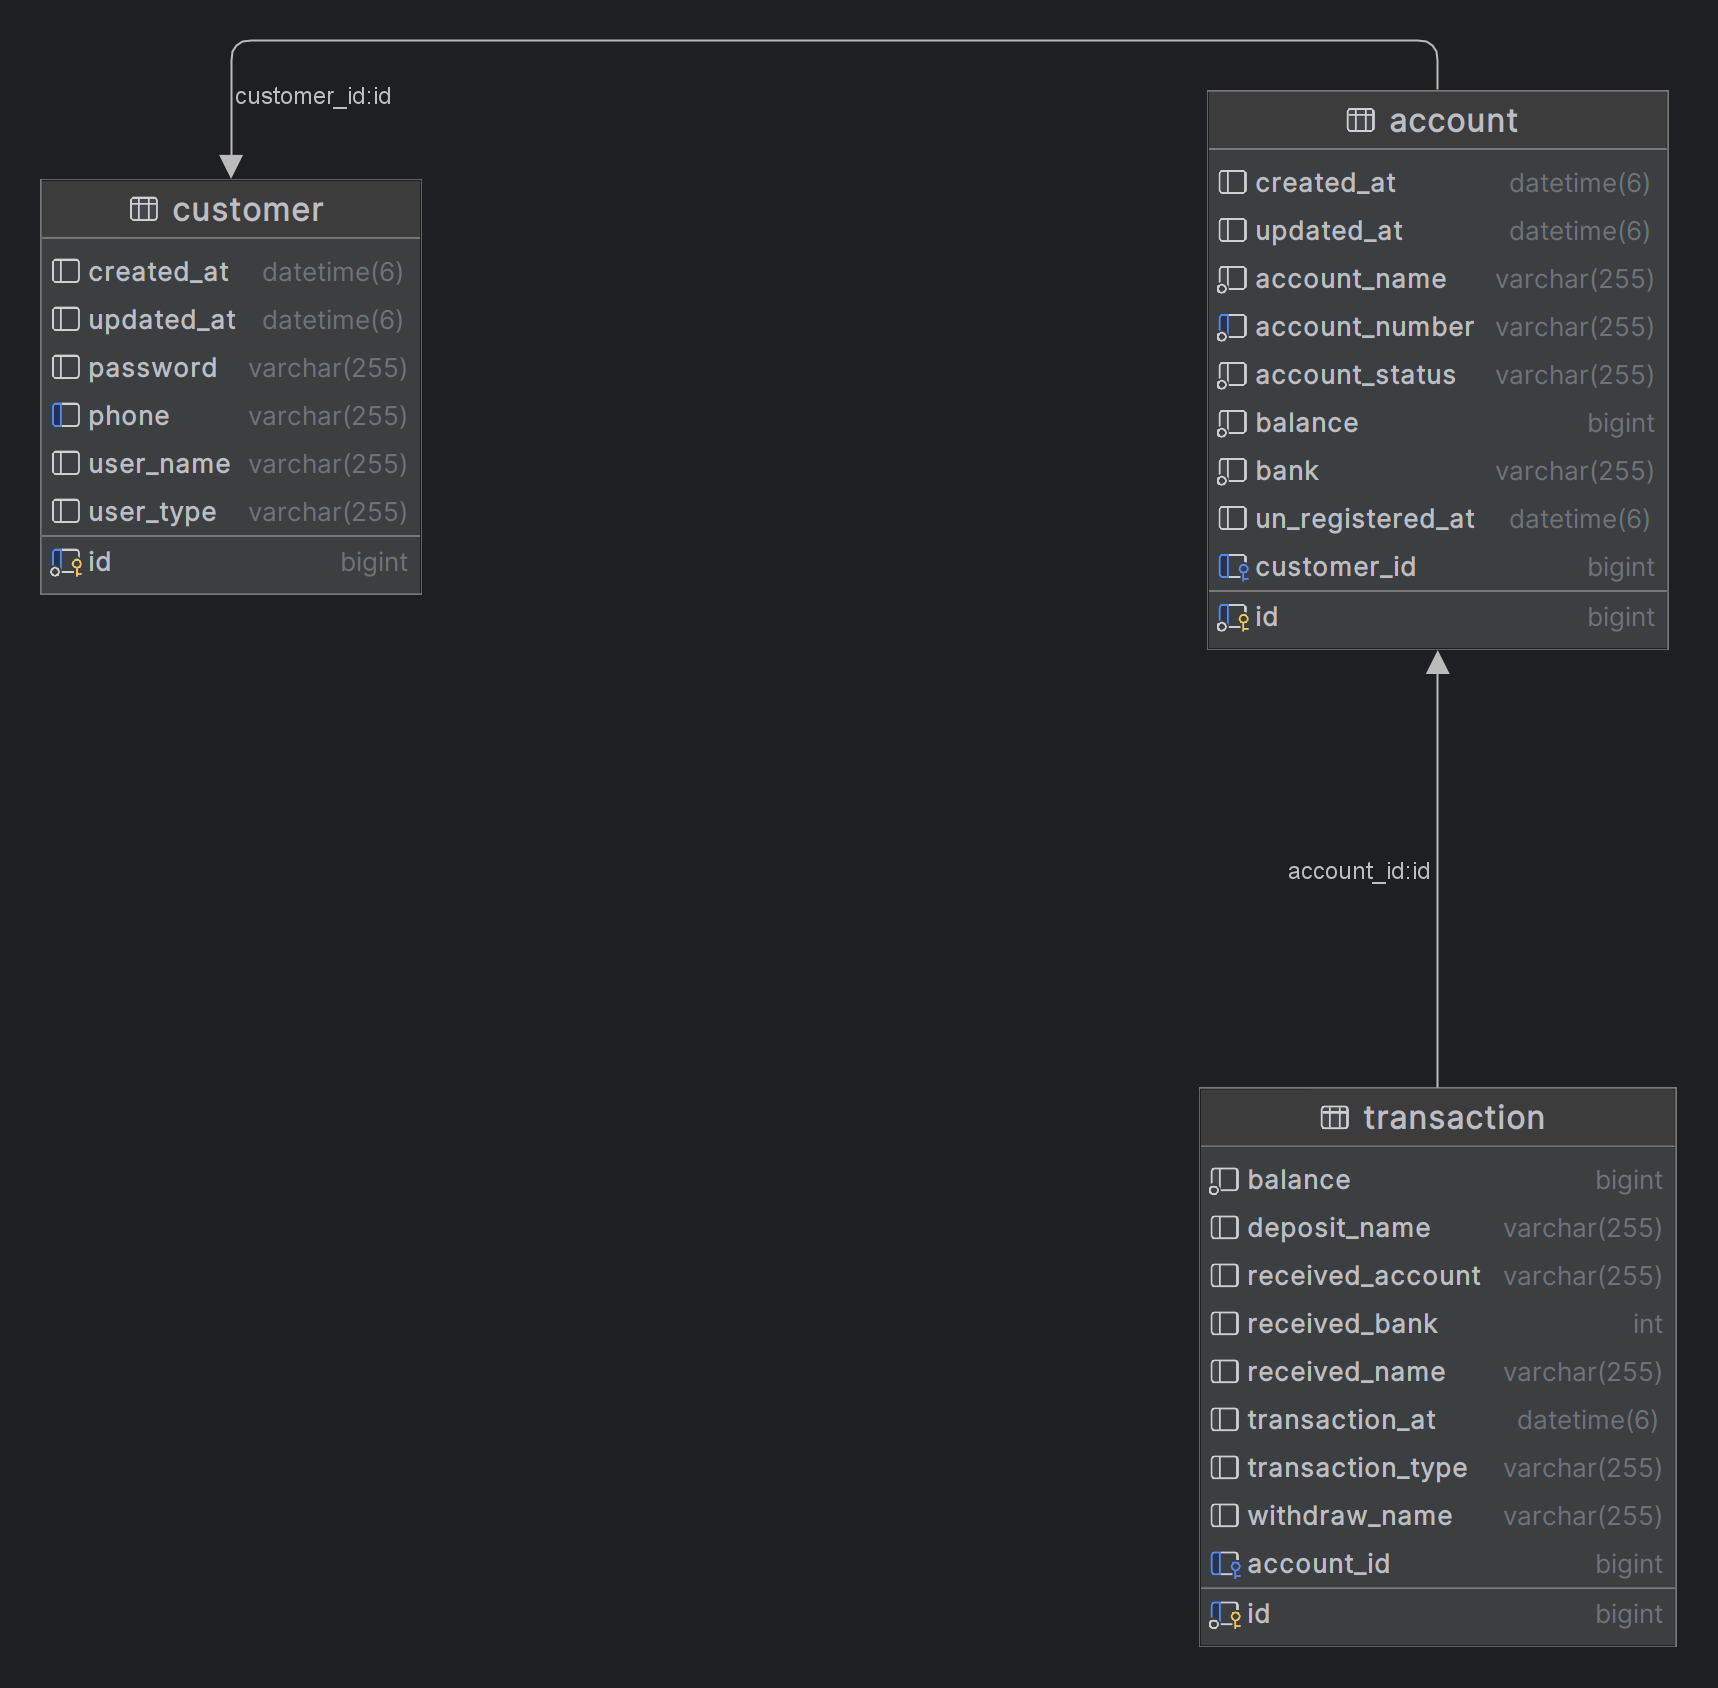 customer_id:id
customer
created_at datetime(6)
updated_at datetime(6)
password varchar(255)
phone varchar(255)
user_name varchar(255)
user_type varchar(255)
id bigint
account
created_at datetime(6)
updated_at datetime(6)
account_name varchar(255)
account_number varchar(255)
account_status varchar(255)
balance bigint
bank varchar(255)
un_registered_at datetime(6)
customer_id bigint
id bigint
account_id:id
transaction
balance bigint
deposit_name varchar(255)
received_account varchar(255)
received_bank int
received_name varchar(255)
transaction_at datetime(6)
transaction_type varchar(255)
withdraw_name varchar(255)
account_id bigint
id bigint